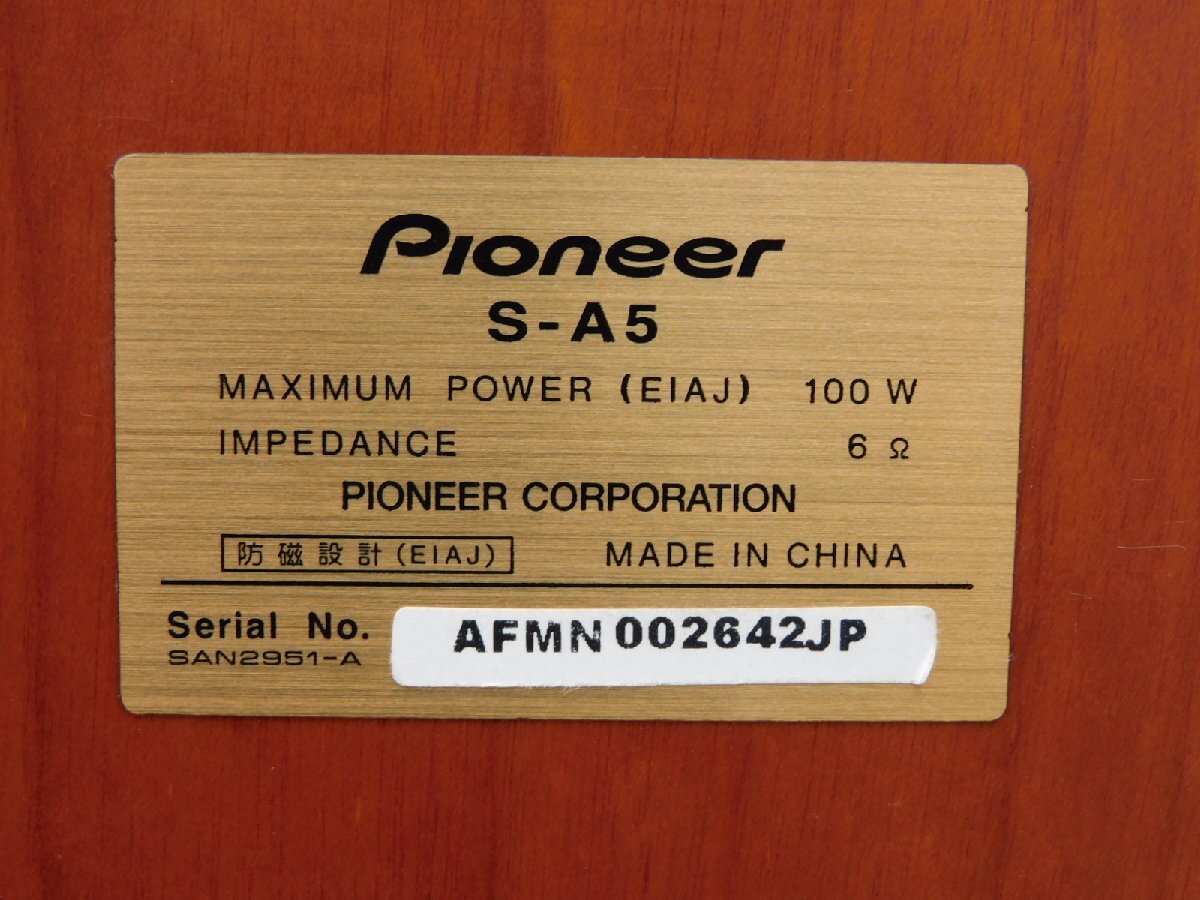 Pioneer
S-A5
MAXIMUM POWER (EIAJ) 100 W
IMPEDANCE 6 Ω
PIONEER CORPORATION
防磁設計(EIAJ) MADE IN CHINA
Serial No. AFMN 002642JP
SAN2951-A